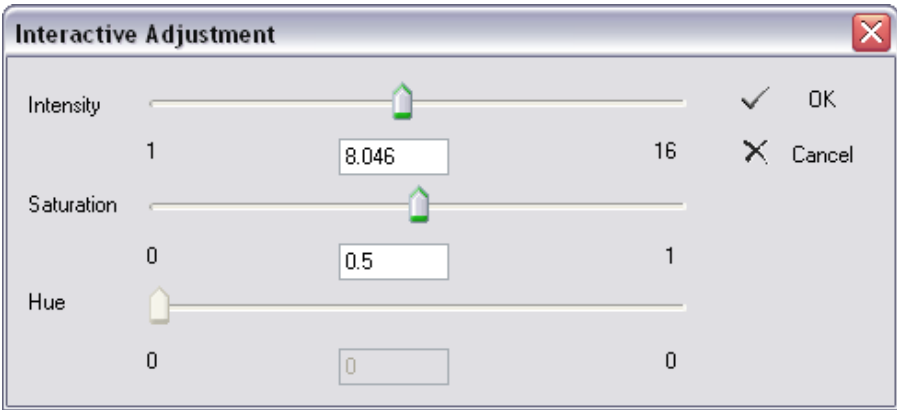 Interactive Adjustment
Intensity
OK
1 8.046 16
Cancel
Saturation
0 0.5 1
Hue
0 0 0